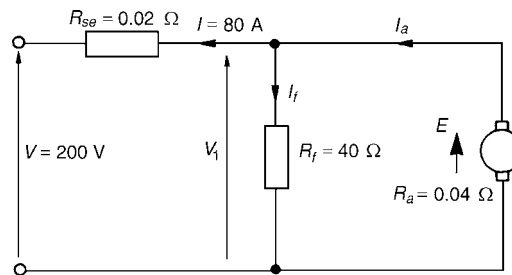 R_se = 0.02 Ω
I = 80 A
I_a
I_f
E
V = 200 V
V_1
R_f = 40 Ω
R_a = 0.04 Ω